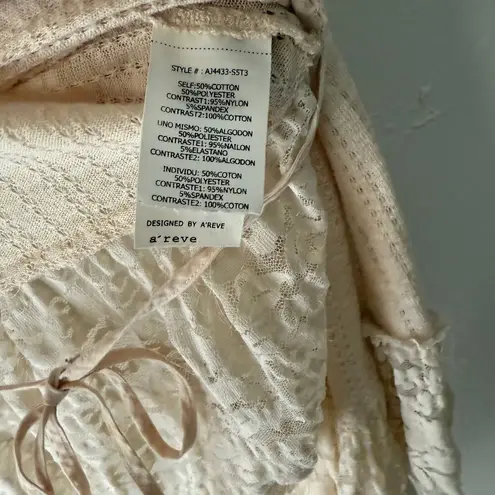 STYLE # : AJ4433-SST3
SELF:50%COTTON
50%POLYESTER
CONTRAST1:95%NYLON
5%SPANDEX
CONTRAST2:100%COTTON
UNO MISMO: 50%ALGODON
50%POLIESTER
CONTRASTE1: 95%NAILON
5%ELASTANO
CONTRASTE2: 100%ALGODON
INDIVIDU: 50%COTON
50%POLYESTER
CONTRASTE1: 95%NYLON
5%SPANDEX
CONTRASTE2: 100%COTON
DESIGNED BY A'REVE
a'reve